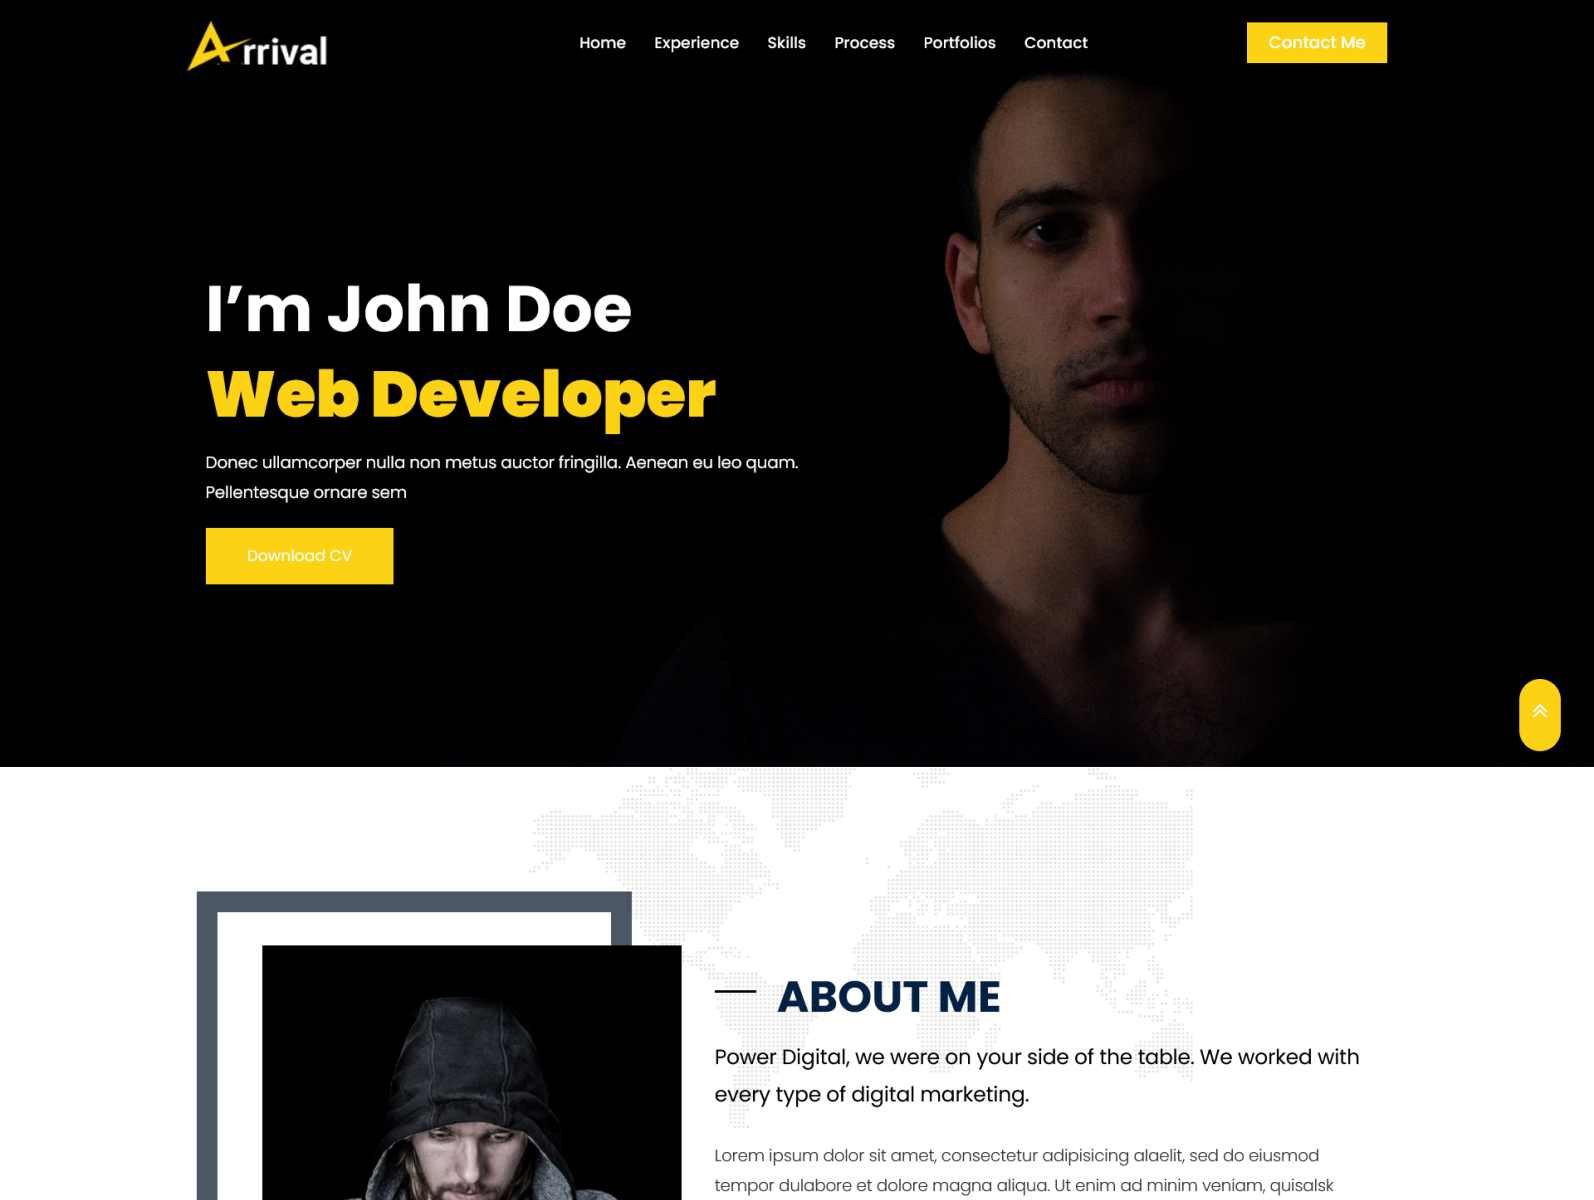 Arrival
Home Experience Skills Process Portfolios Contact
Contact Me
I’m John Doe
Web Developer
Donec ullamcorper nulla non metus auctor fringilla. Aenean eu leo quam.
Pellentesque ornare sem
Download CV
ABOUT ME
Power Digital, we were on your side of the table. We worked with
every type of digital marketing.
Lorem ipsum dolor sit amet, consectetur adipisicing alaelit, sed do eiusmod
tempor dulabore et dolore magna aliqua. Ut enim ad minim veniam, quisalsk